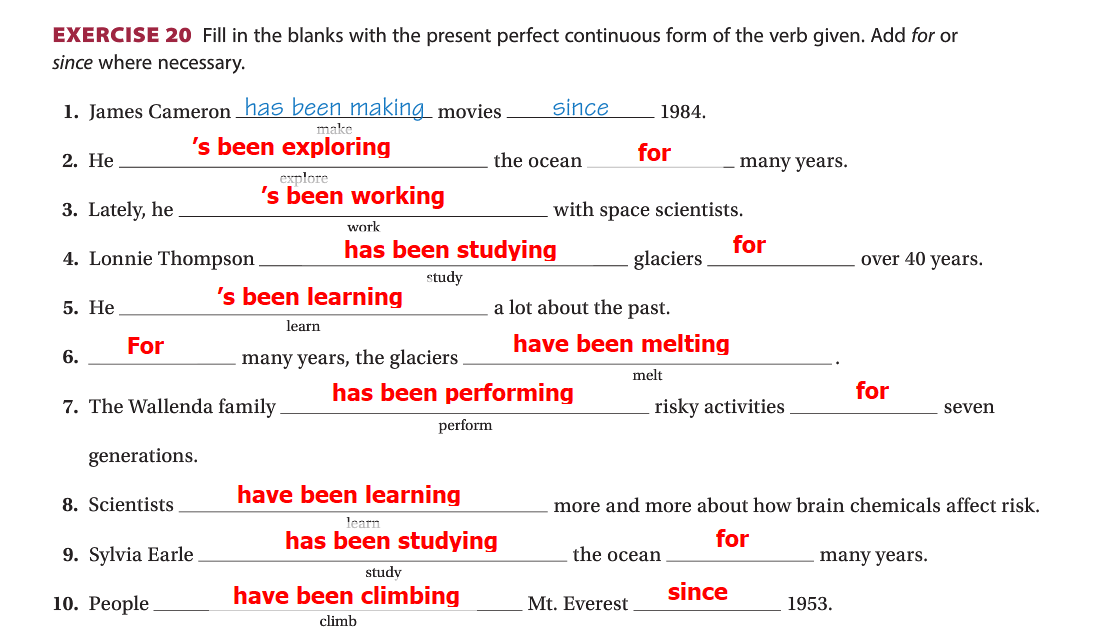 EXERCISE 20 Fill in the blanks with the present perfect continuous form of the verb given. Add for or
since where necessary.
1. James Cameron has been making movies since 1984.
make
2. He 's been exploring the ocean for many years.
explore
3. Lately, he 's been working with space scientists.
work
4. Lonnie Thompson has been studying glaciers for over 40 years.
study
5. He 's been learning a lot about the past.
learn
6. For many years, the glaciers have been melting.
melt
7. The Wallenda family has been performing risky activities for seven
perform
generations.
8. Scientists have been learning more and more about how brain chemicals affect risk.
learn
9. Sylvia Earle has been studying the ocean for many years.
study
10. People have been climbing Mt. Everest since 1953.
climb